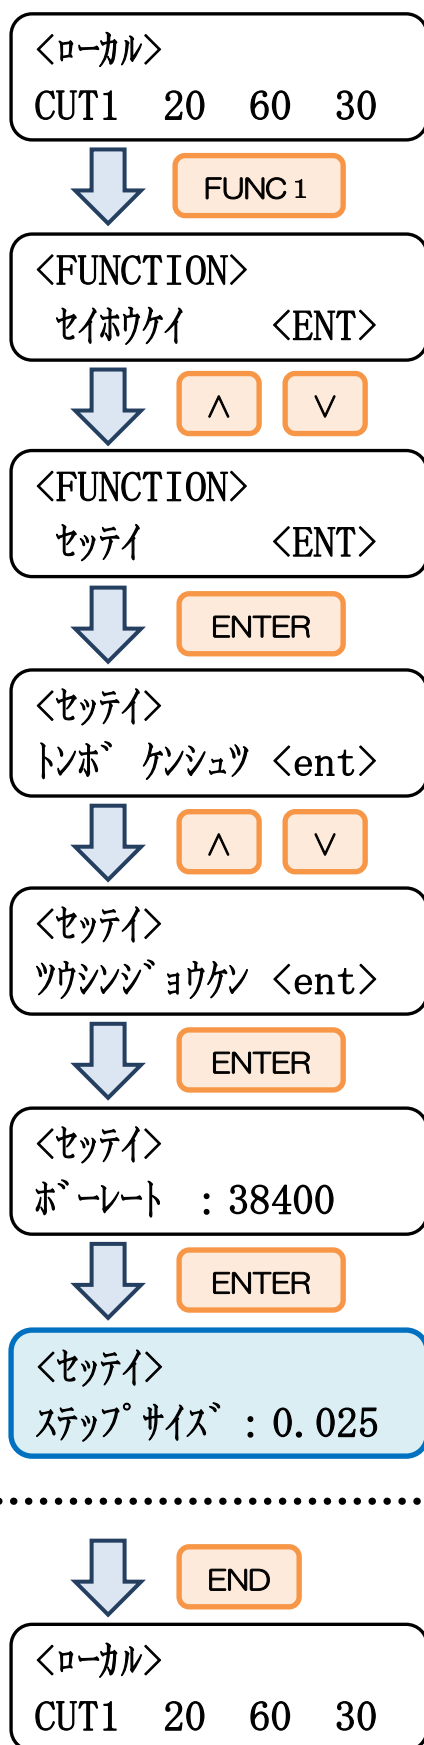 <ﾛｰｶﾙ>
CUT1 20 60 30
FUNC1
<FUNCTION>
ｾｲﾎｳｹｲ <ENT>
∧ ∨
<FUNCTION>
ｾｯﾃｲ <ENT>
ENTER
<ｾｯﾃｲ>
ﾄﾝﾎﾞ ｹﾝｼｭﾂ <ent>
∧ ∨
<ｾｯﾃｲ>
ﾂｳｼﾝｼﾞｮｳｹﾝ <ent>
ENTER
<ｾｯﾃｲ>
ﾎﾞｰﾚｰﾄ : 38400
ENTER
<ｾｯﾃｲ>
ｽﾃｯﾌﾟｻｲｽﾞ : 0.025
END
<ﾛｰｶﾙ>
CUT1 20 60 30